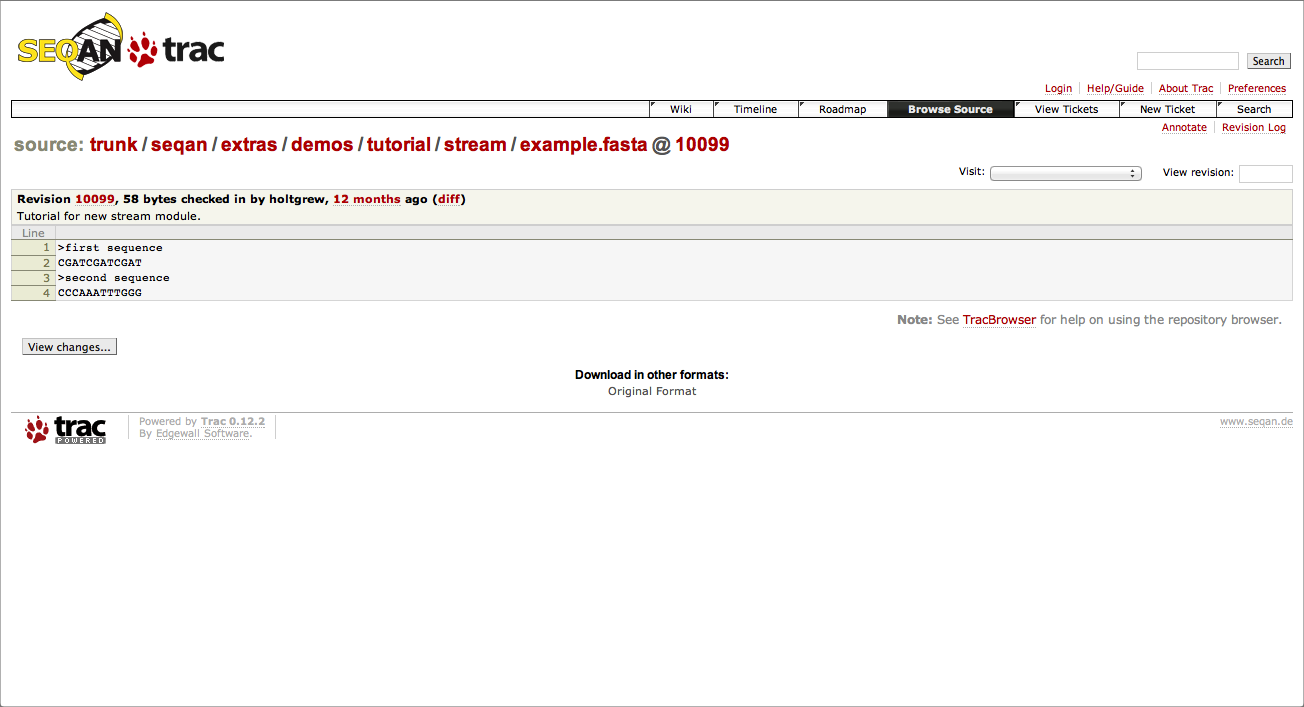 SEQAN trac
Search
Login Help/Guide About Trac Preferences
Wiki Timeline Roadmap Browse Source View Tickets New Ticket Search
Annotate Revision Log
source: trunk / seqan / extras / demos / tutorial / stream / example.fasta @ 10099
Visit: View revision:
Revision 10099, 58 bytes checked in by holtgrew, 12 months ago (diff)
Tutorial for new stream module.
Line
1 >first sequence
2 CGATCGATCGAT
3 >second sequence
4 CCCAAATTTGGG
Note: See TracBrowser for help on using the repository browser.
View changes...
Download in other formats:
Original Format
trac POWERED
Powered by Trac 0.12.2
By Edgewall Software.
www.seqan.de